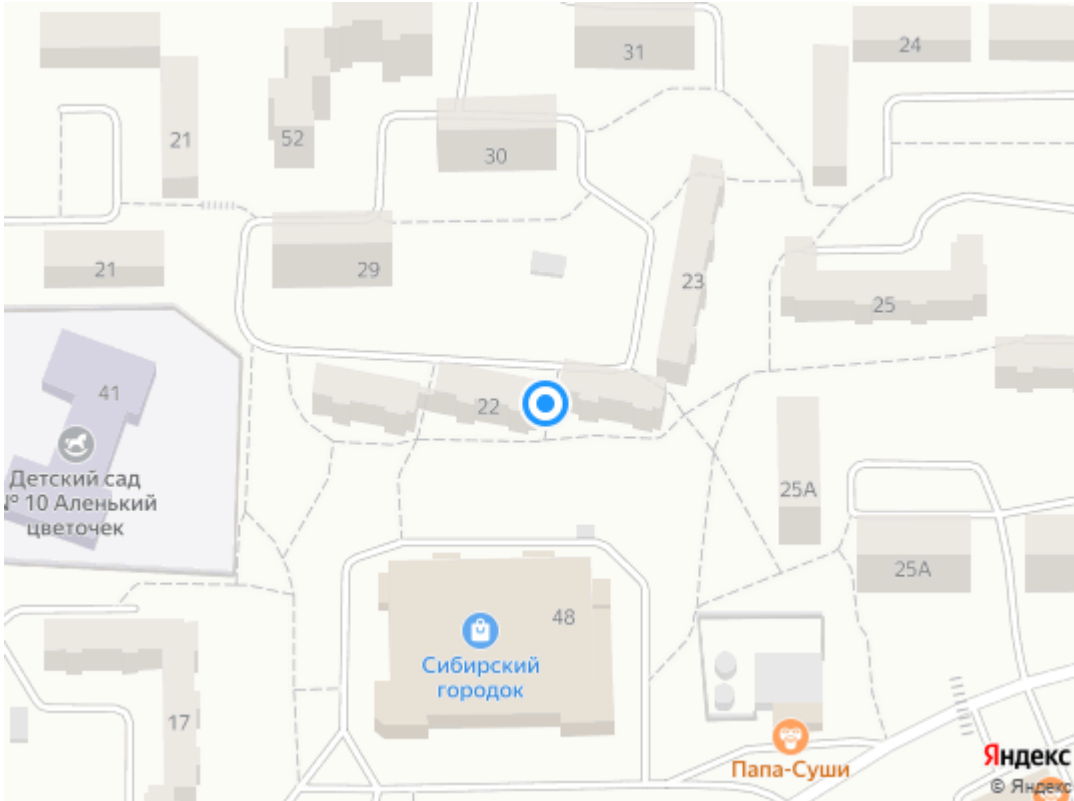 31
24
21
52
30
21
29
23
25
41
22
Детский сад
№ 10 Аленький
цветочек
25А
25А
48
Сибирский
городок
17
Папа-Суши
Яндекс
© Яндекс